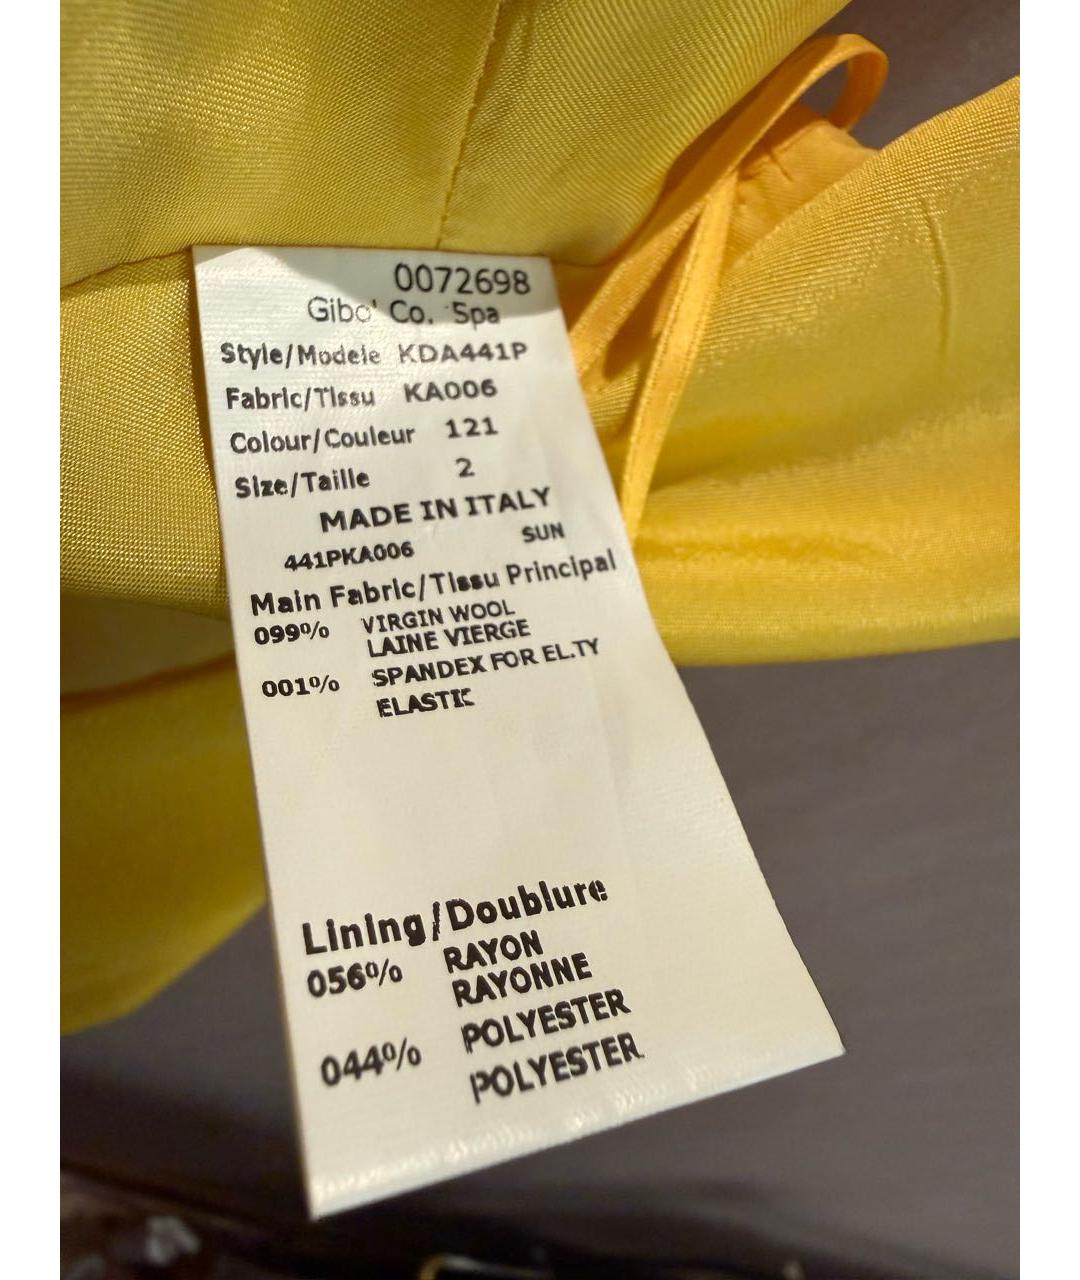 0072698
Gibo' Co. Spa
Style/Modele KDA441P
Fabric/Tissu KA006
Colour/Couleur 121
Size/Taille 2
MADE IN ITALY
441PKA006 SUN
Main Fabric/Tissu Principal
099% VIRGIN WOOL
LAINE VIERGE
001% SPANDEX FOR EL.TY
ELASTIC
Lining/Doublure
056% RAYON
RAYONNE
044% POLYESTER
POLYESTER